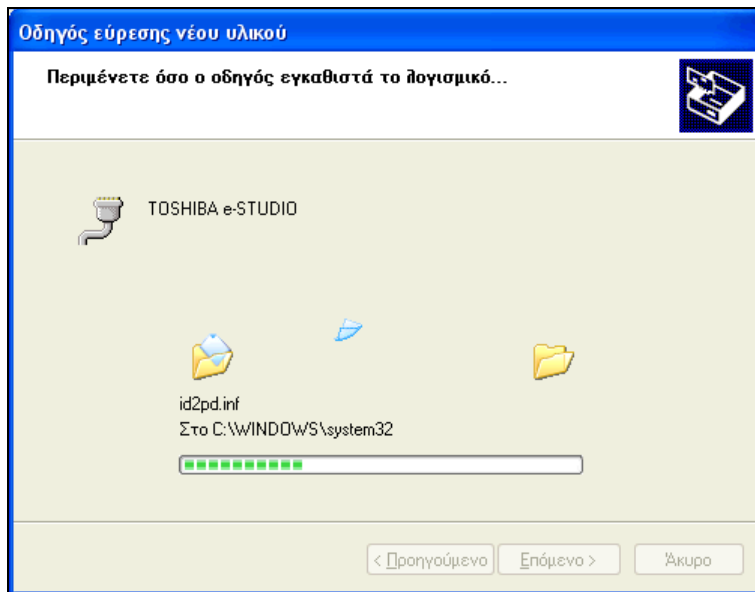 Οδηγός εύρεσης νέου υλικού
Περιμένετε όσο ο οδηγός εγκαθιστά το λογισμικό...
TOSHIBA e-STUDIO
id2pd.inf
Στο C:\WINDOWS\system32
< Προηγούμενο Επόμενο > Άκυρο